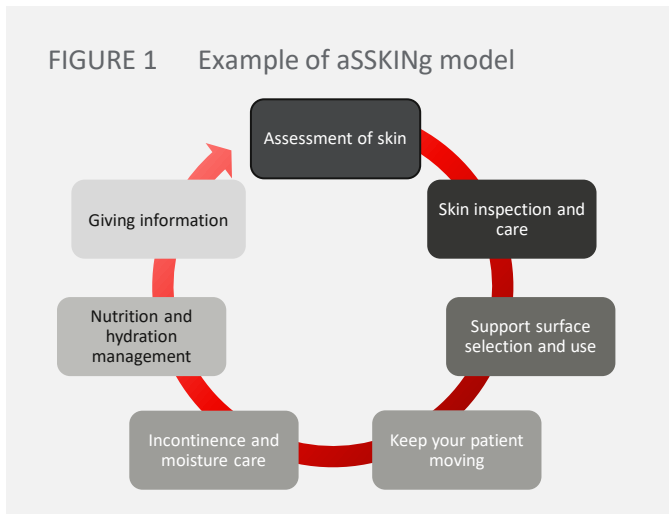 FIGURE 1 Example of aSSKINg model
Assessment of skin
Skin inspection and
care
Support surface
selection and use
Keep your patient
moving
Incontinence and
moisture care
Nutrition and
hydration
management
Giving information